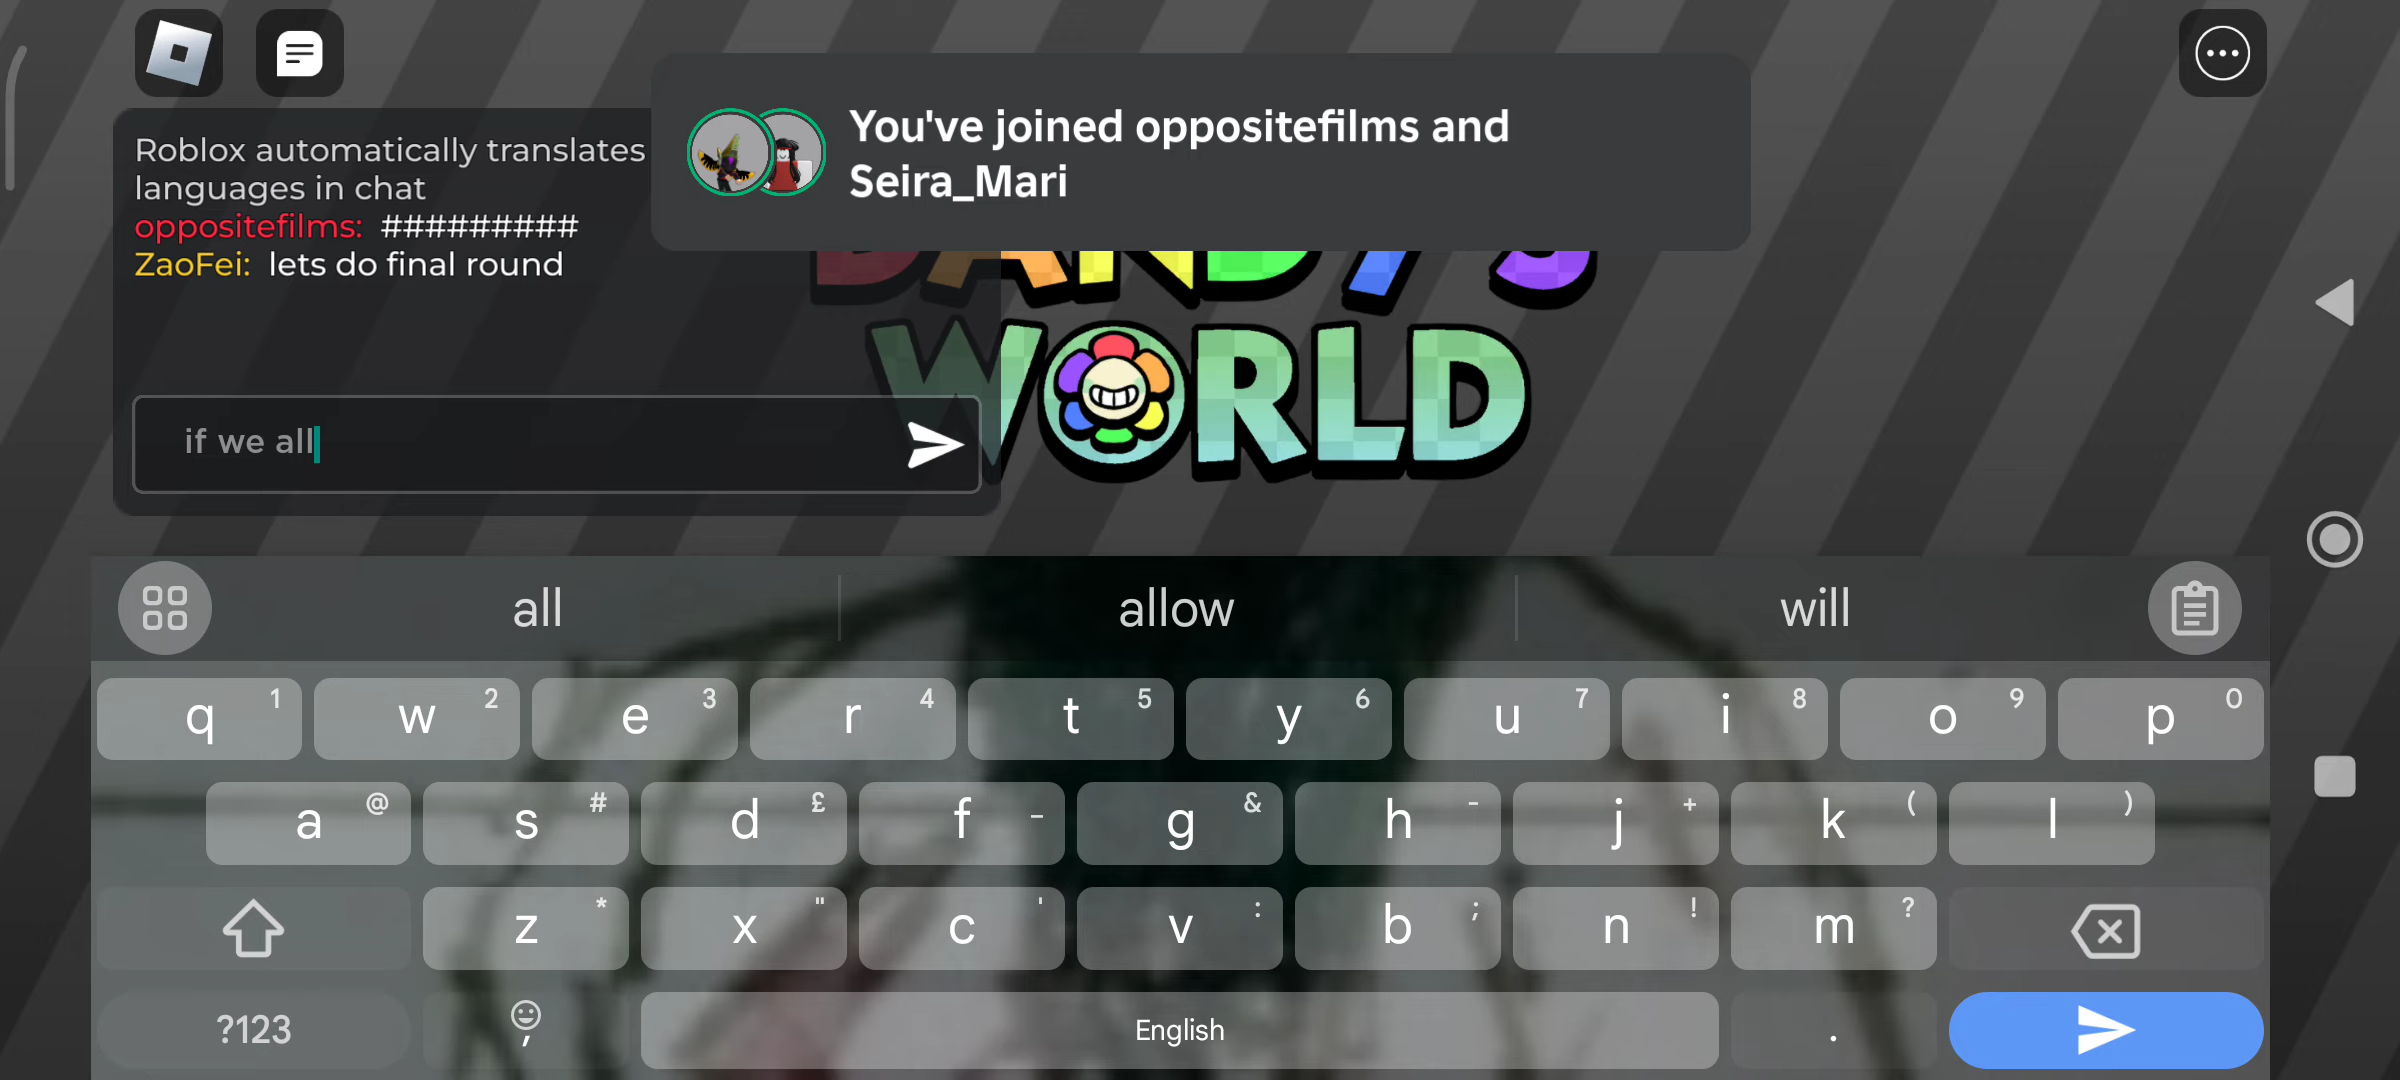 You've joined oppositefilms and
Seira_Mari
Roblox automatically translates
languages in chat
oppositefilms: #########
ZaoFei: lets do final round
WORLD
if we all
all allow will
q 1 w 2 e 3 r 4 t 5 y 6 u 7 i 8 o 9 p 0
a @ s # d £ f _ g & h - j + k ( l )
z * x " c ' v : b ; n ! m ?
?123 , English .